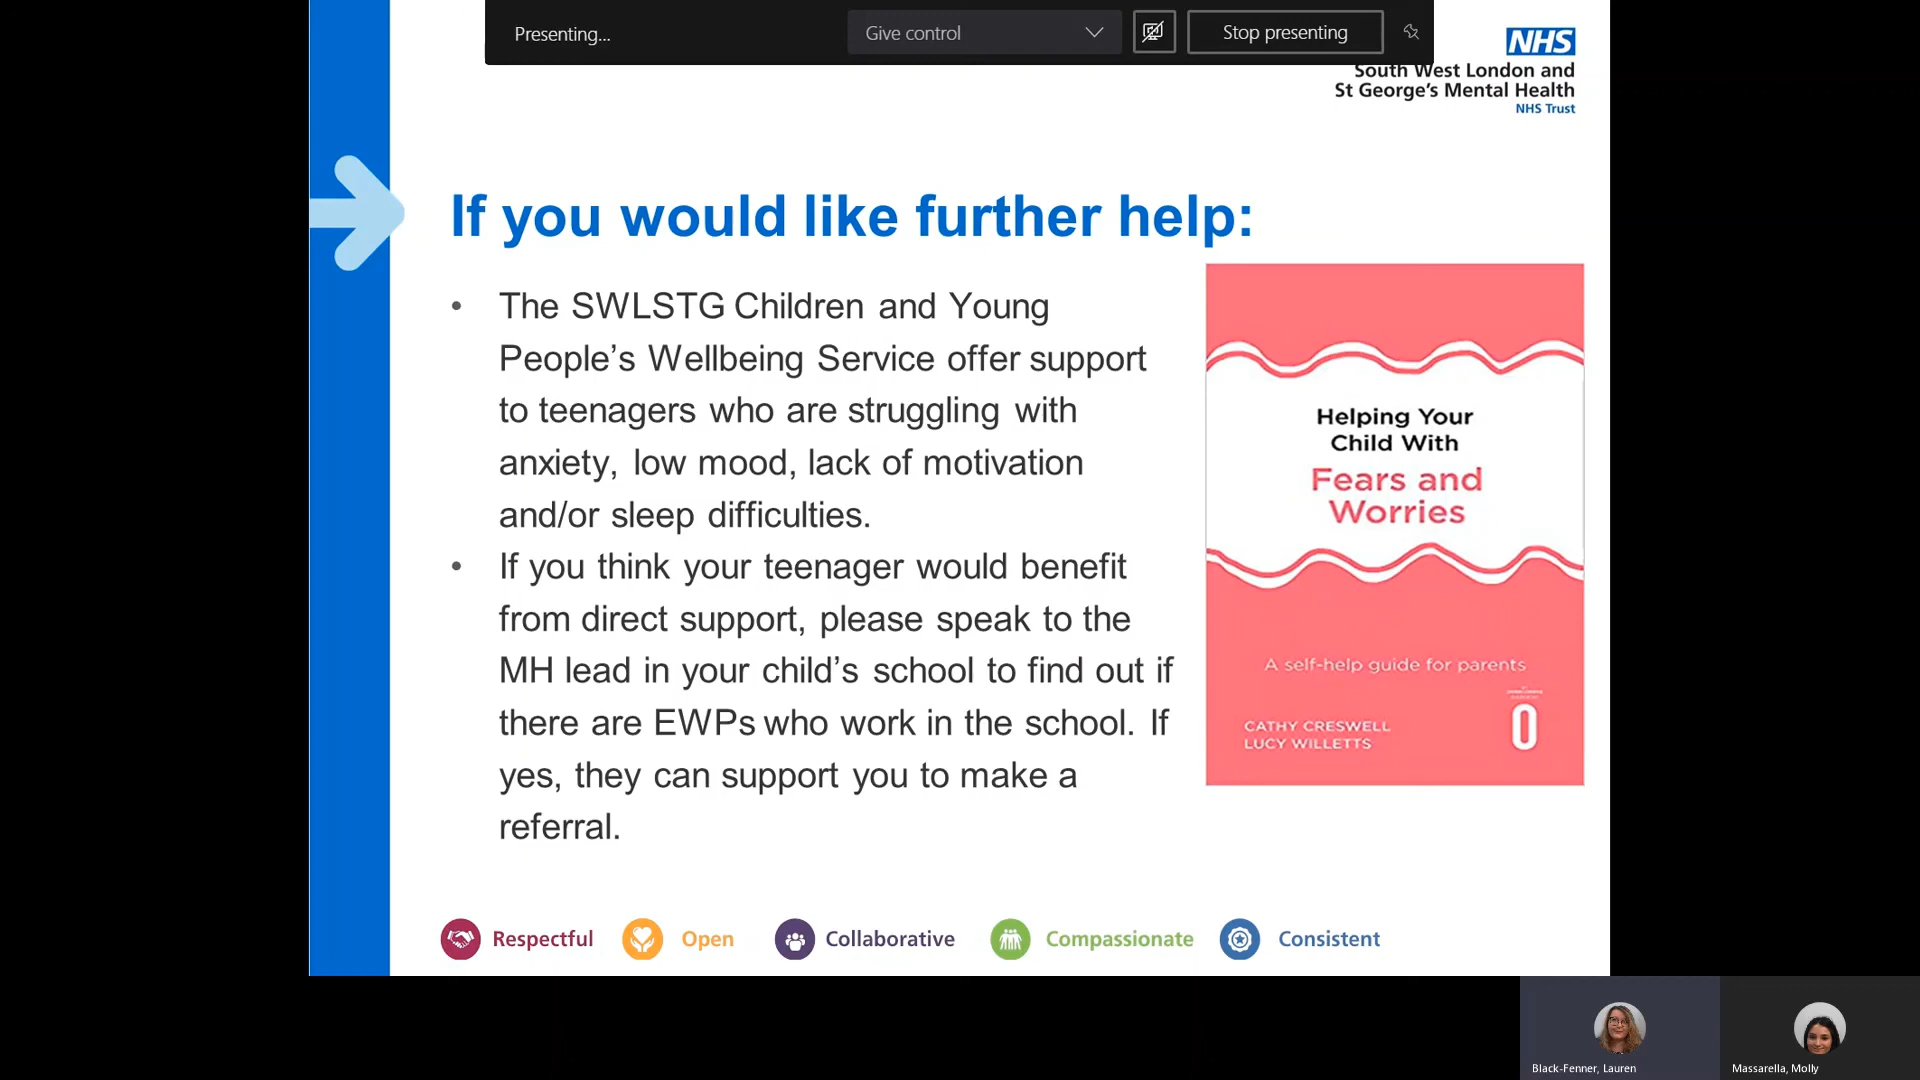 Presenting...
Give control
Stop presenting
NHS
South West London and
St George's Mental Health
NHS Trust
If you would like further help:
• The SWLSTG Children and Young
People’s Wellbeing Service offer support
to teenagers who are struggling with
anxiety, low mood, lack of motivation
and/or sleep difficulties.
• If you think your teenager would benefit
from direct support, please speak to the
MH lead in your child’s school to find out if
there are EWPs who work in the school. If
yes, they can support you to make a
referral.
Helping Your
Child With
Fears and
Worries
A self-help guide for parents
CATHY CRESWELL
LUCY WILLETTS
Respectful
Open
Collaborative
Compassionate
Consistent
Black-Fenner, Lauren
Massarella, Molly